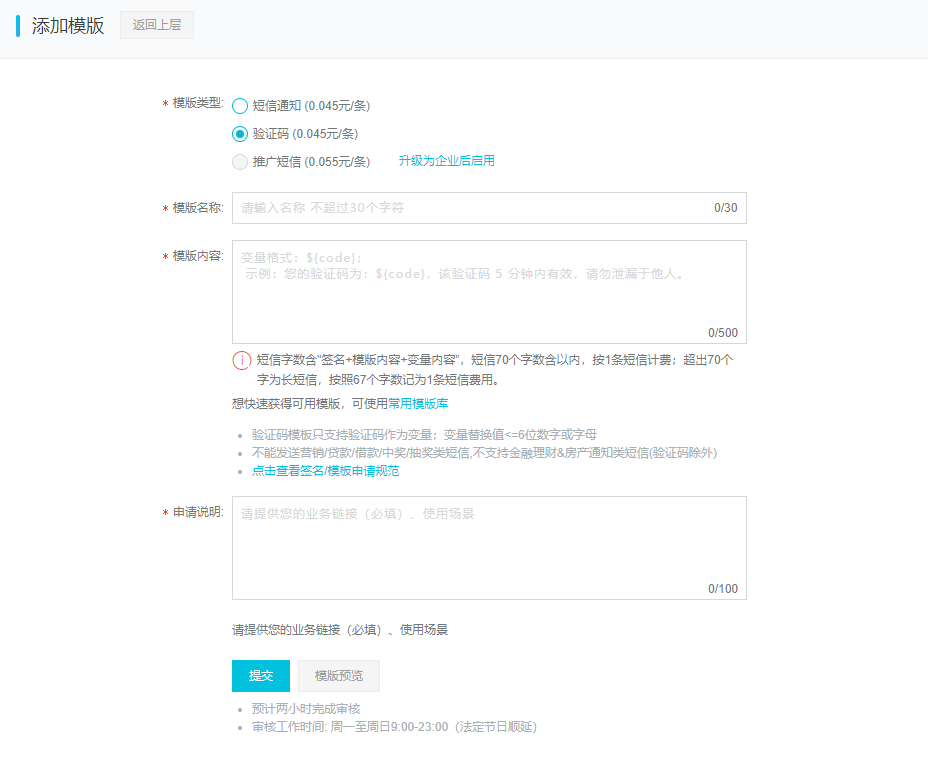 添加模版 返回上层
* 模版类型: 短信通知 (0.045元/条)
验证码 (0.045元/条)
推广短信 (0.055元/条) 升级为企业后启用
* 模版名称: 请输入名称 不超过30个字符 0/30
* 模版内容: 变量格式：${code};
示例：您的验证码为：${code}，该验证码 5 分钟内有效，请勿泄漏于他人。
0/500
短信字数含"签名+模版内容+变量内容"，短信70个字数含以内，按1条短信计费；超出70个
字为长短信，按照67个字数记为1条短信费用。
想快速获得可用模版，可使用常用模版库
• 验证码模板只支持验证码作为变量；变量替换值<=6位数字或字母
• 不能发送营销/贷款/借款/中奖/抽奖类短信,不支持金融理财&房产通知类短信(验证码除外)
• 点击查看签名/模板申请规范
* 申请说明: 请提供您的业务链接（必填）、使用场景
0/100
请提供您的业务链接（必填）、使用场景
提交 模版预览
• 预计两小时完成审核
• 审核工作时间: 周一至周日9:00-23:00（法定节日顺延）